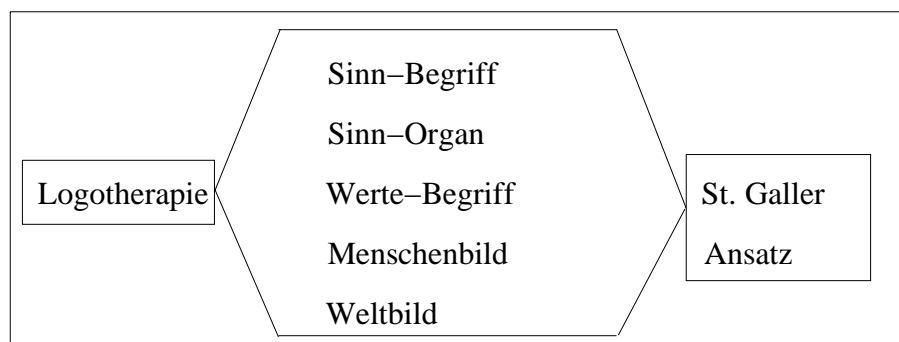 Logotherapie
Sinn−Begriff
Sinn−Organ
Werte−Begriff
Menschenbild
Weltbild
St. Galler
Ansatz